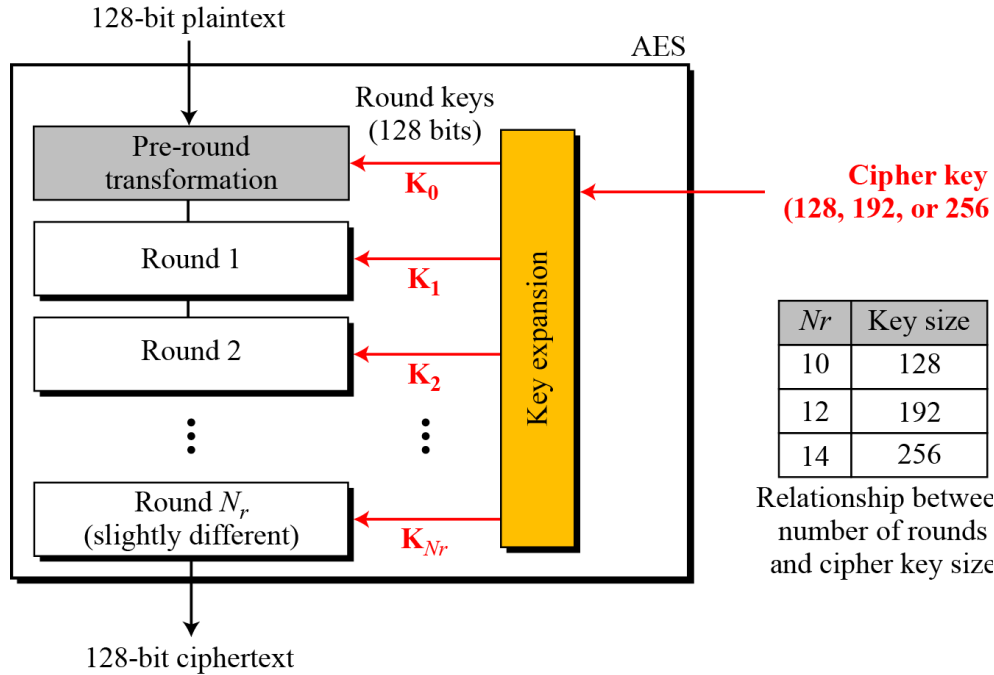 128-bit plaintext
AES
Round keys
(128 bits)
Pre-round
transformation
K0
Cipher key
(128, 192, or 256
Round 1
K1
Key expansion
Round 2
K2
Nr Key size
10 128
12 192
14 256
Relationship betwee
number of rounds
and cipher key size
Round Nr
(slightly different)
KNr
128-bit ciphertext